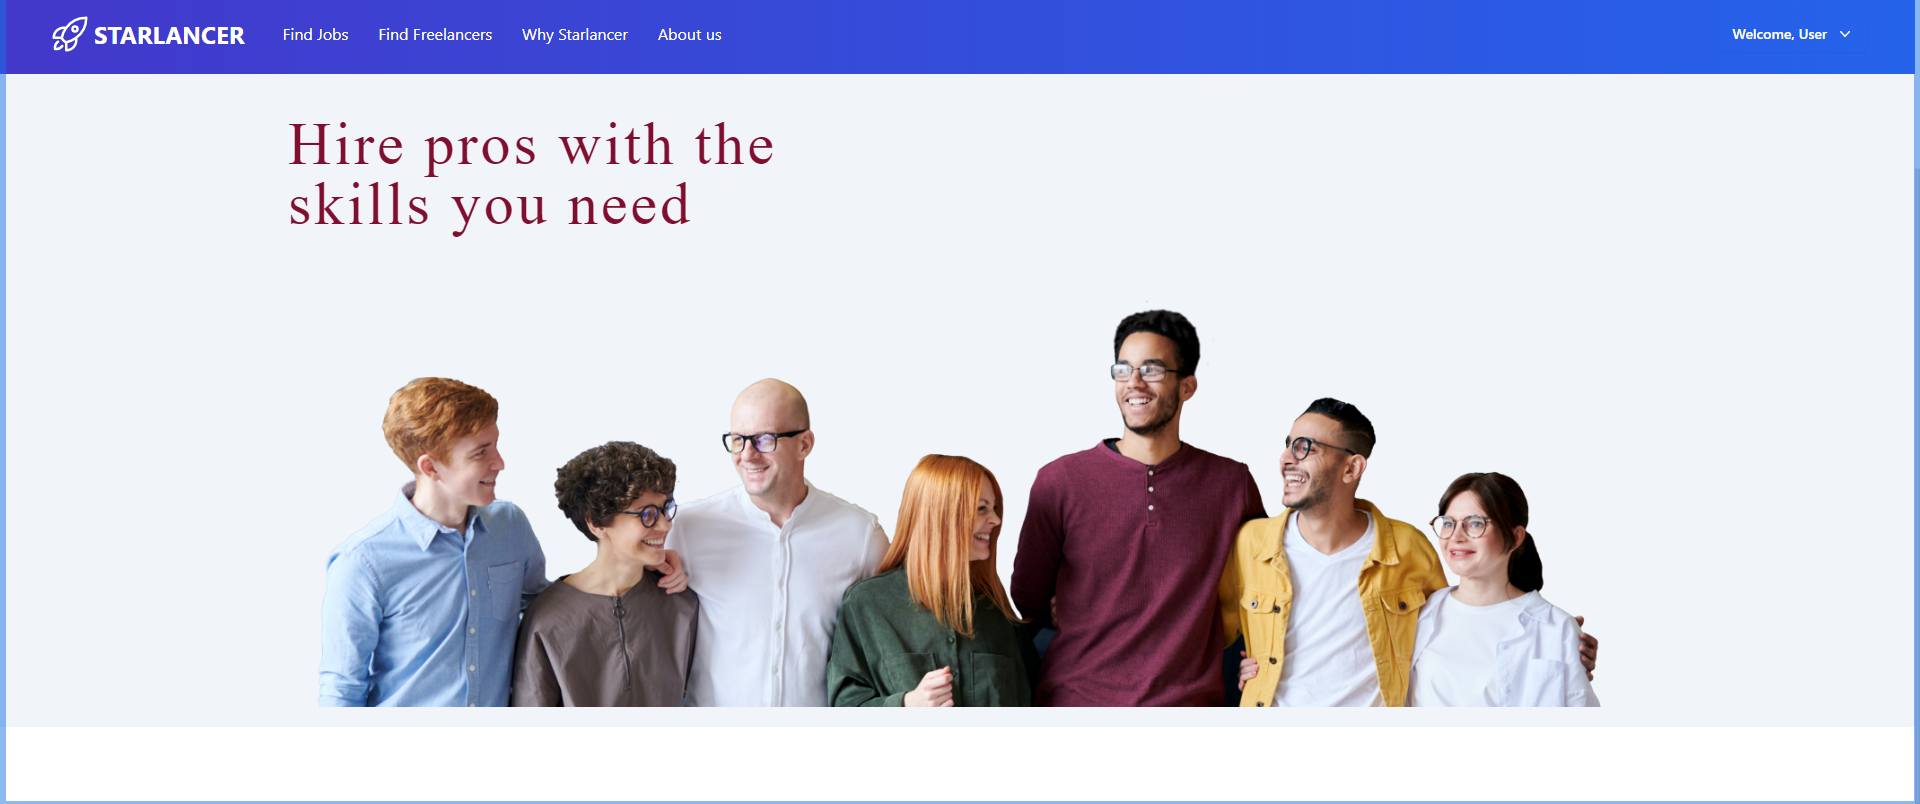 STARLANCER Find Jobs Find Freelancers Why Starlancer About us Welcome, User
Hire pros with the
skills you need